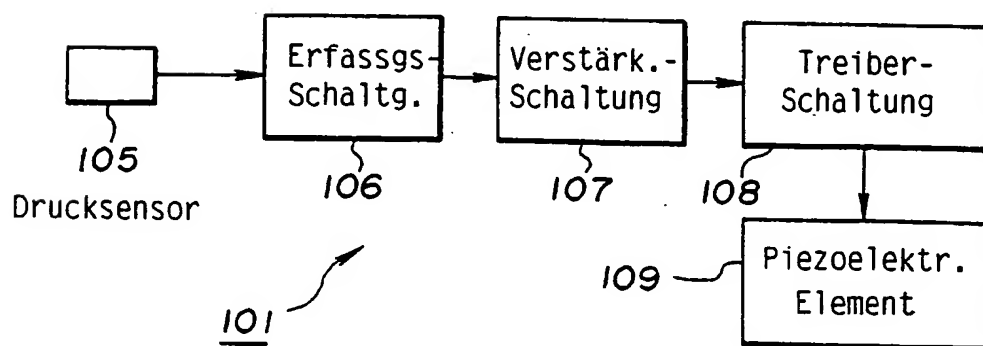 Erfassgs-
Schaltg.
Verstärk.-
Schaltung
Treiber-
Schaltung
105
106
107
108
Drucksensor
109
Piezoelektr.
Element
101